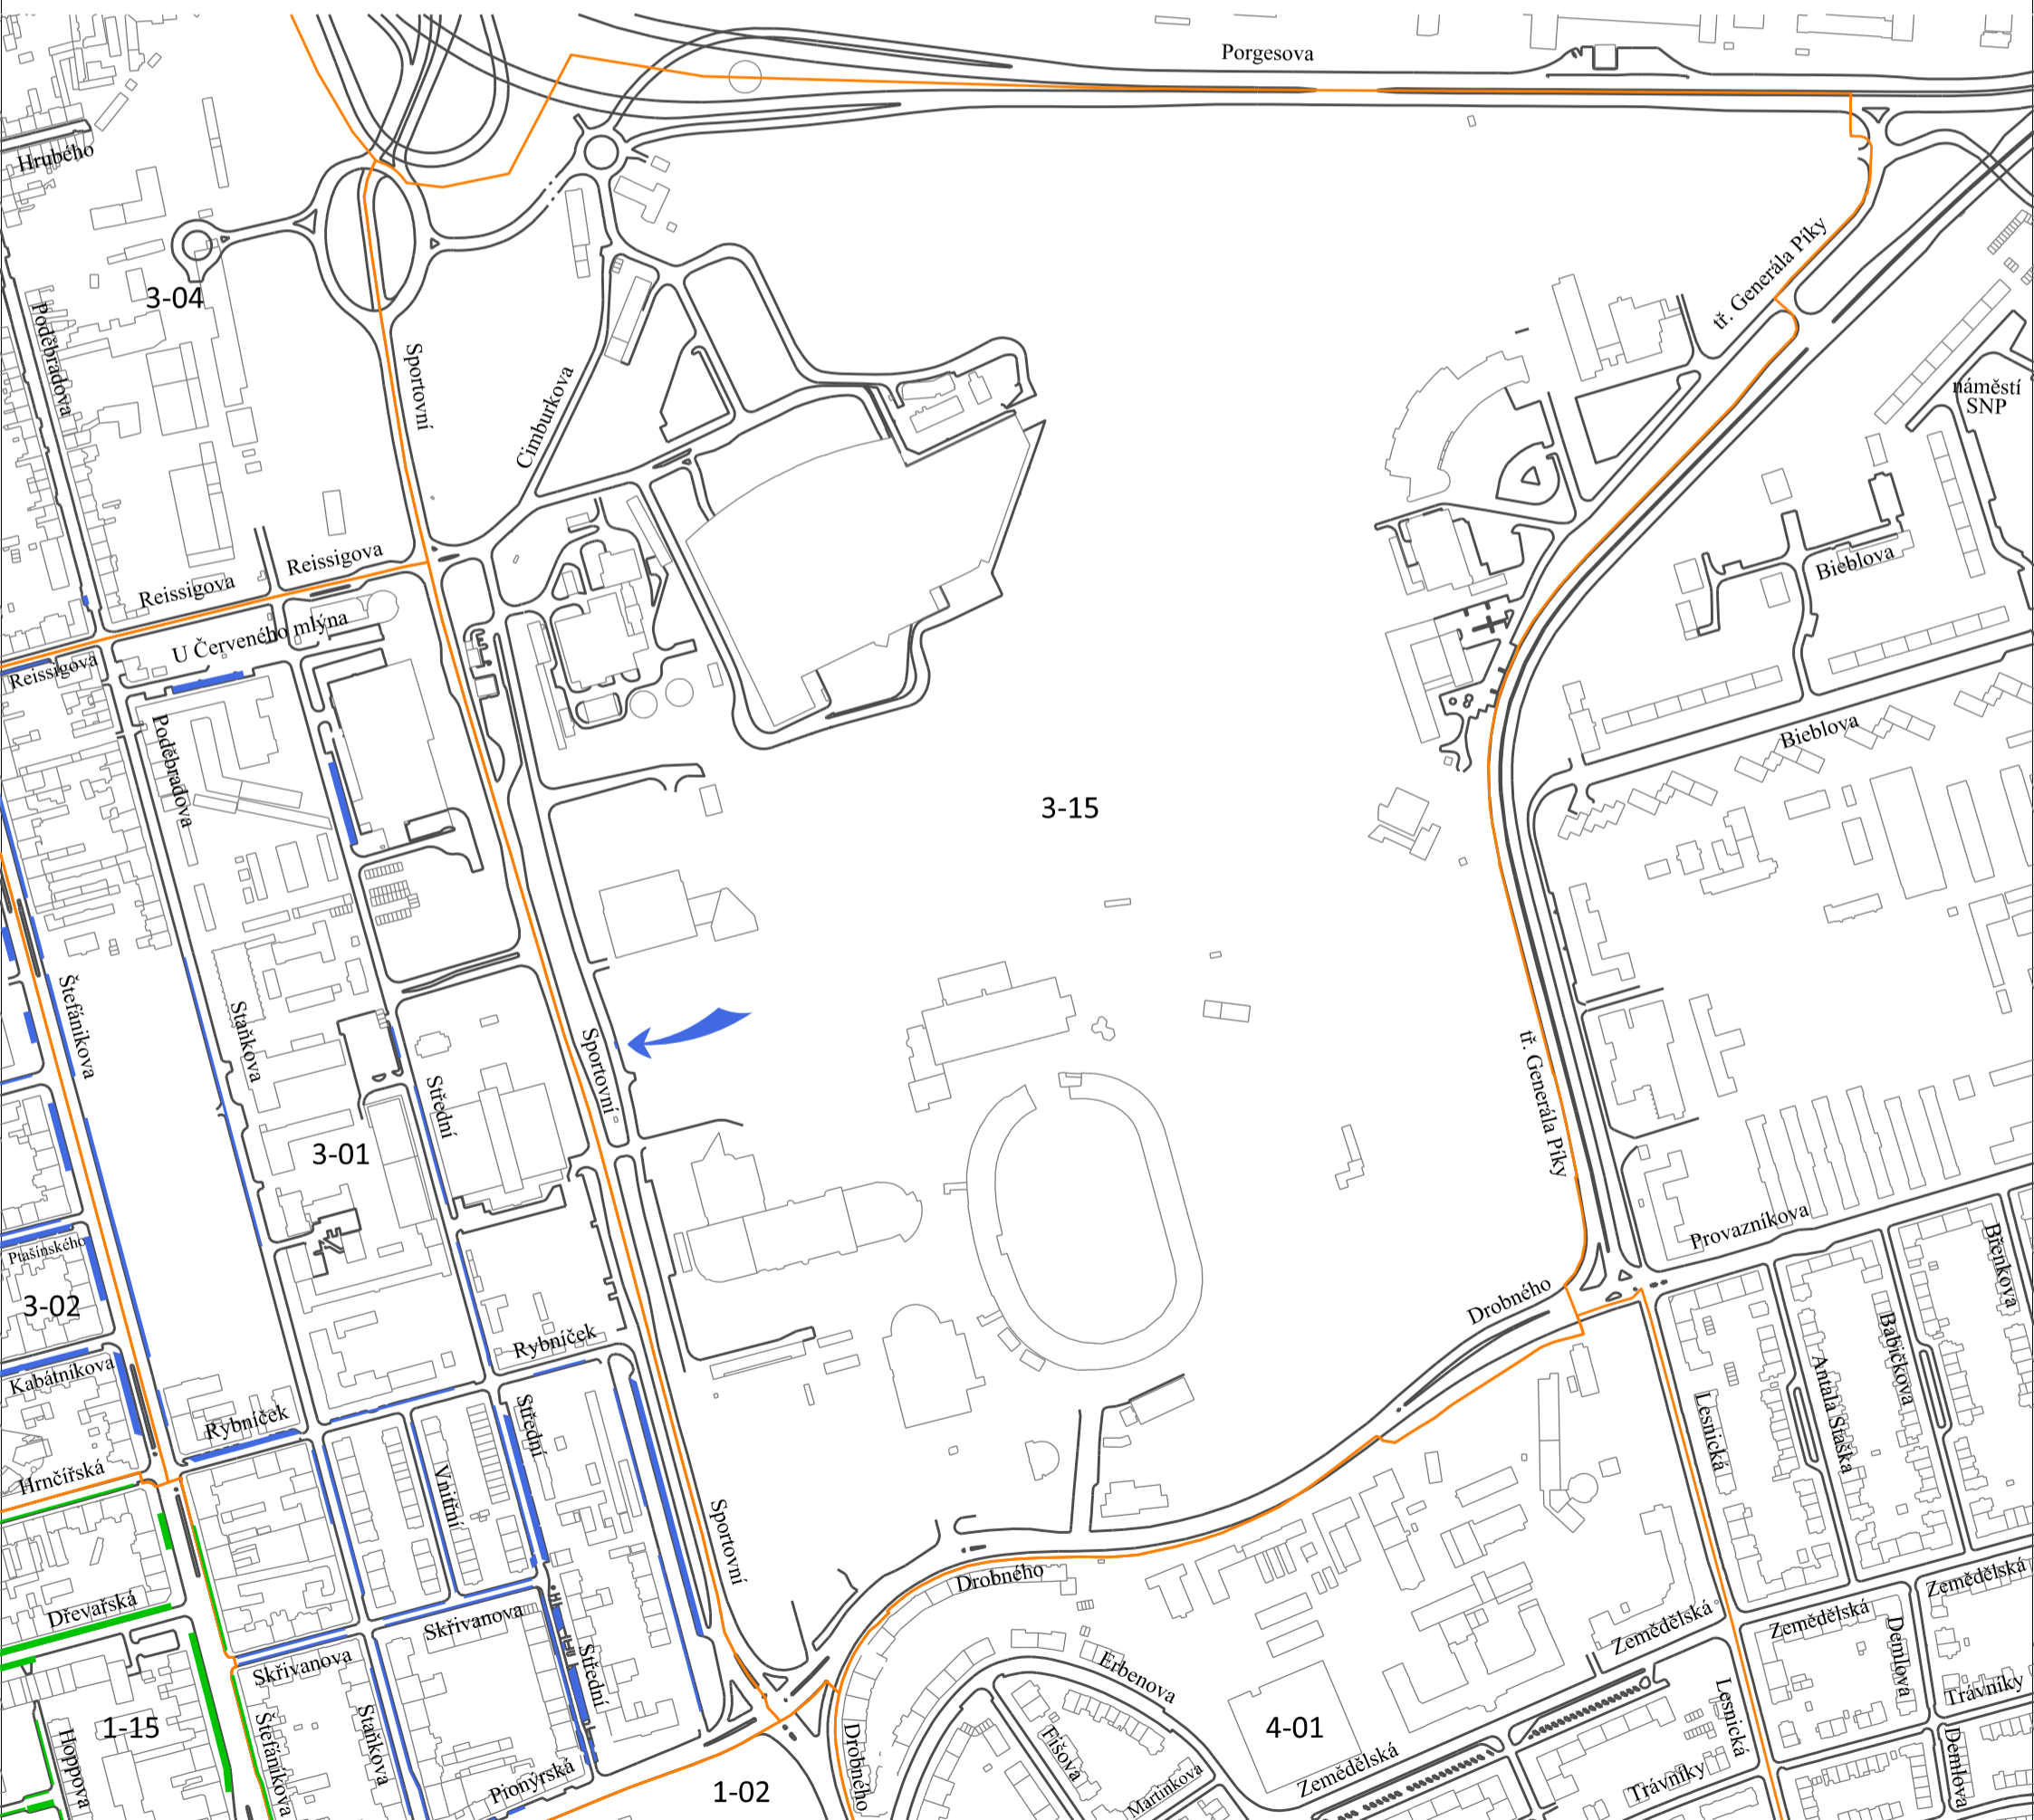 Porgesova
Hrubého
3-04
tř. Generála Píky
Poděbradova
Sportovní
Cimburkova
náměstí
SNP
Reissigova
Reissigova
Bieblova
U Červeného mlýna
Reissigova
Poděbradova
Bieblova
3-15
Štefánikova
Staňkova
Sportovní
Střední
tř. Generála Píky
3-01
Provazníkova
Ptašínského
Břenkova
3-02
Drobného
Rybníček
Kabátníkova
Babičkova
Antala Staška
Lesnická
Rybníček
Střední
Hrnčířská
Vnitřní
Sportovní
Drobného
Zemědělská
Dřevařská
Skřivanova
Zemědělská
Zemědělská
Demlova
Skřivanova
Střední
Erbenova
Trávníky
Lesnická
1-15
Hoppova
Štefánikova
Staňkova
Drobného
Fišova
4-01
Zemědělská
Demlova
Pionýrská
1-02
Martinkova
Trávníky